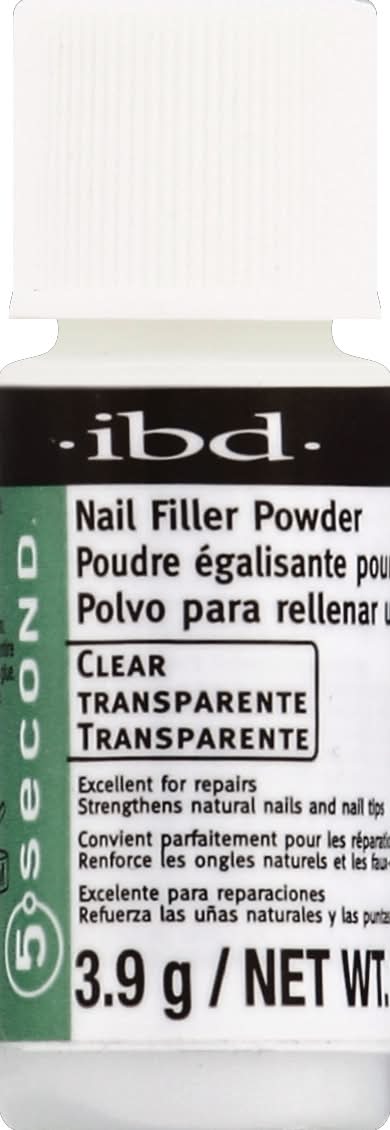 ·ibd·
5 SECOND
Nail Filler Powder
Poudre égalisante pour
Polvo para rellenar
CLEAR
TRANSPARENTE
TRANSPARENTE
Excellent for repairs
Strengthens natural nails and nail tips
Convient parfaitement pour les
Renforce les ongles naturels et les
Excelente para reparaciones
Refuerza las uñas naturales y las
3.9 g / NET WT.